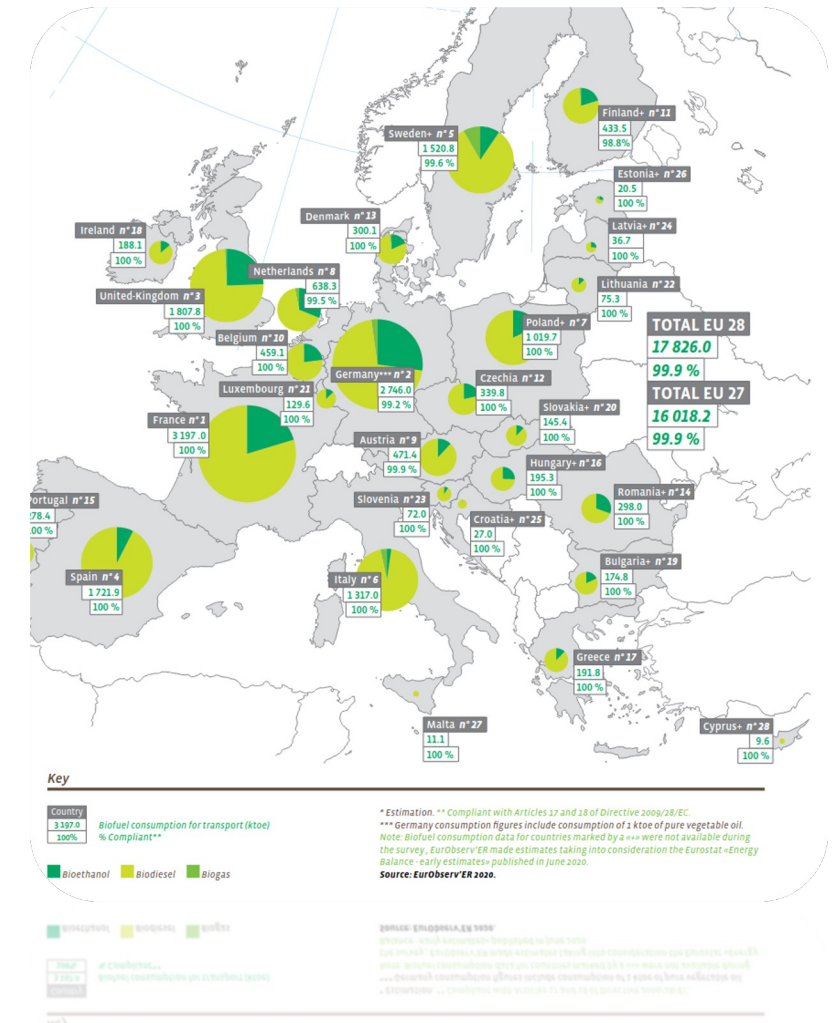 Finland+ n°11
433.5
98.8%
Sweden+ n°5
1 520.8
99.6 %
Estonia+ n°26
20.5
100 %
Denmark n°13
300.1
100 %
Latvia+ n°24
36.7
100 %
Ireland n°18
188.1
100 %
Netherlands n°8
638.3
99.5 %
Lithuania n°22
75.3
100 %
United-Kingdom n°3
1 807.8
100 %
Poland+ n°7
1 019.7
100 %
TOTAL EU 28
17 826.0
99.9 %
TOTAL EU 27
16 018.2
99.9 %
Belgium n°10
459.1
100 %
Germany*** n°2
2 746.0
99.2 %
Czechia n°12
339.8
100 %
Luxembourg n°21
129.6
100 %
Slovakia+ n°20
145.4
100 %
France n°1
3 197.0
100 %
Austria n°9
471.4
99.9 %
Hungary+ n°16
195.3
100 %
Romania+ n°14
298.0
100 %
Slovenia n°23
72.0
100 %
Croatia+ n°25
27.0
100 %
ortugal n°15
278.4
00 %
Bulgaria+ n°19
174.8
100 %
Spain n°4
1 721.9
100 %
Italy n°6
1 317.0
100 %
Greece n°17
191.8
100 %
Malta n°27
11.1
100 %
Cyprus+ n°28
9.6
100 %
Key
Country
3 197.0
100%
Biofuel consumption for transport (ktoe)
% Compliant**
Bioethanol Biodiesel Biogas
* Estimation. ** Compliant with Articles 17 and 18 of Directive 2009/28/EC.
*** Germany consumption figures include consumption of 1 ktoe of pure vegetable oil.
Note: Biofuel consumption data for countries marked by a «+» were not available during
the survey, EurObserv'ER made estimates taking into consideration the Eurostat «Energy
Balance - early estimates» published in June 2020.
Source: EurObserv'ER 2020.